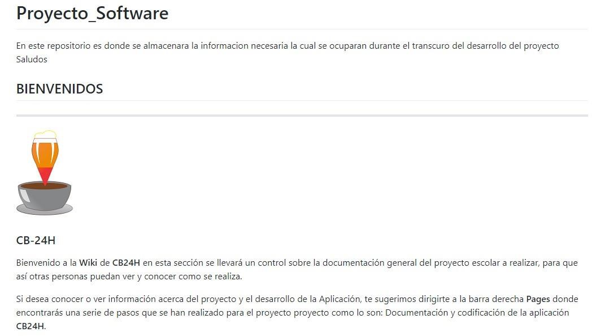 Proyecto_Software
En este repositorio es donde se almacenara la informacion necesaria la cual se ocuparan durante el transcuro del desarrollo del proyecto
Saludos
BIENVENIDOS
CB-24H
Bienvenido a la Wiki de CB24H en esta sección se llevará un control sobre la documentación general del proyecto escolar a realizar, para que
así otras personas puedan ver y conocer como se realiza.
Si desea conocer o ver información acerca del proyecto y el desarrollo de la Aplicación, te sugerimos dirigirte a la barra derecha Pages donde
encontrarás una serie de pasos que se han realizado para el proyecto proyecto como lo son: Documentación y codificación de la aplicación
CB24H.